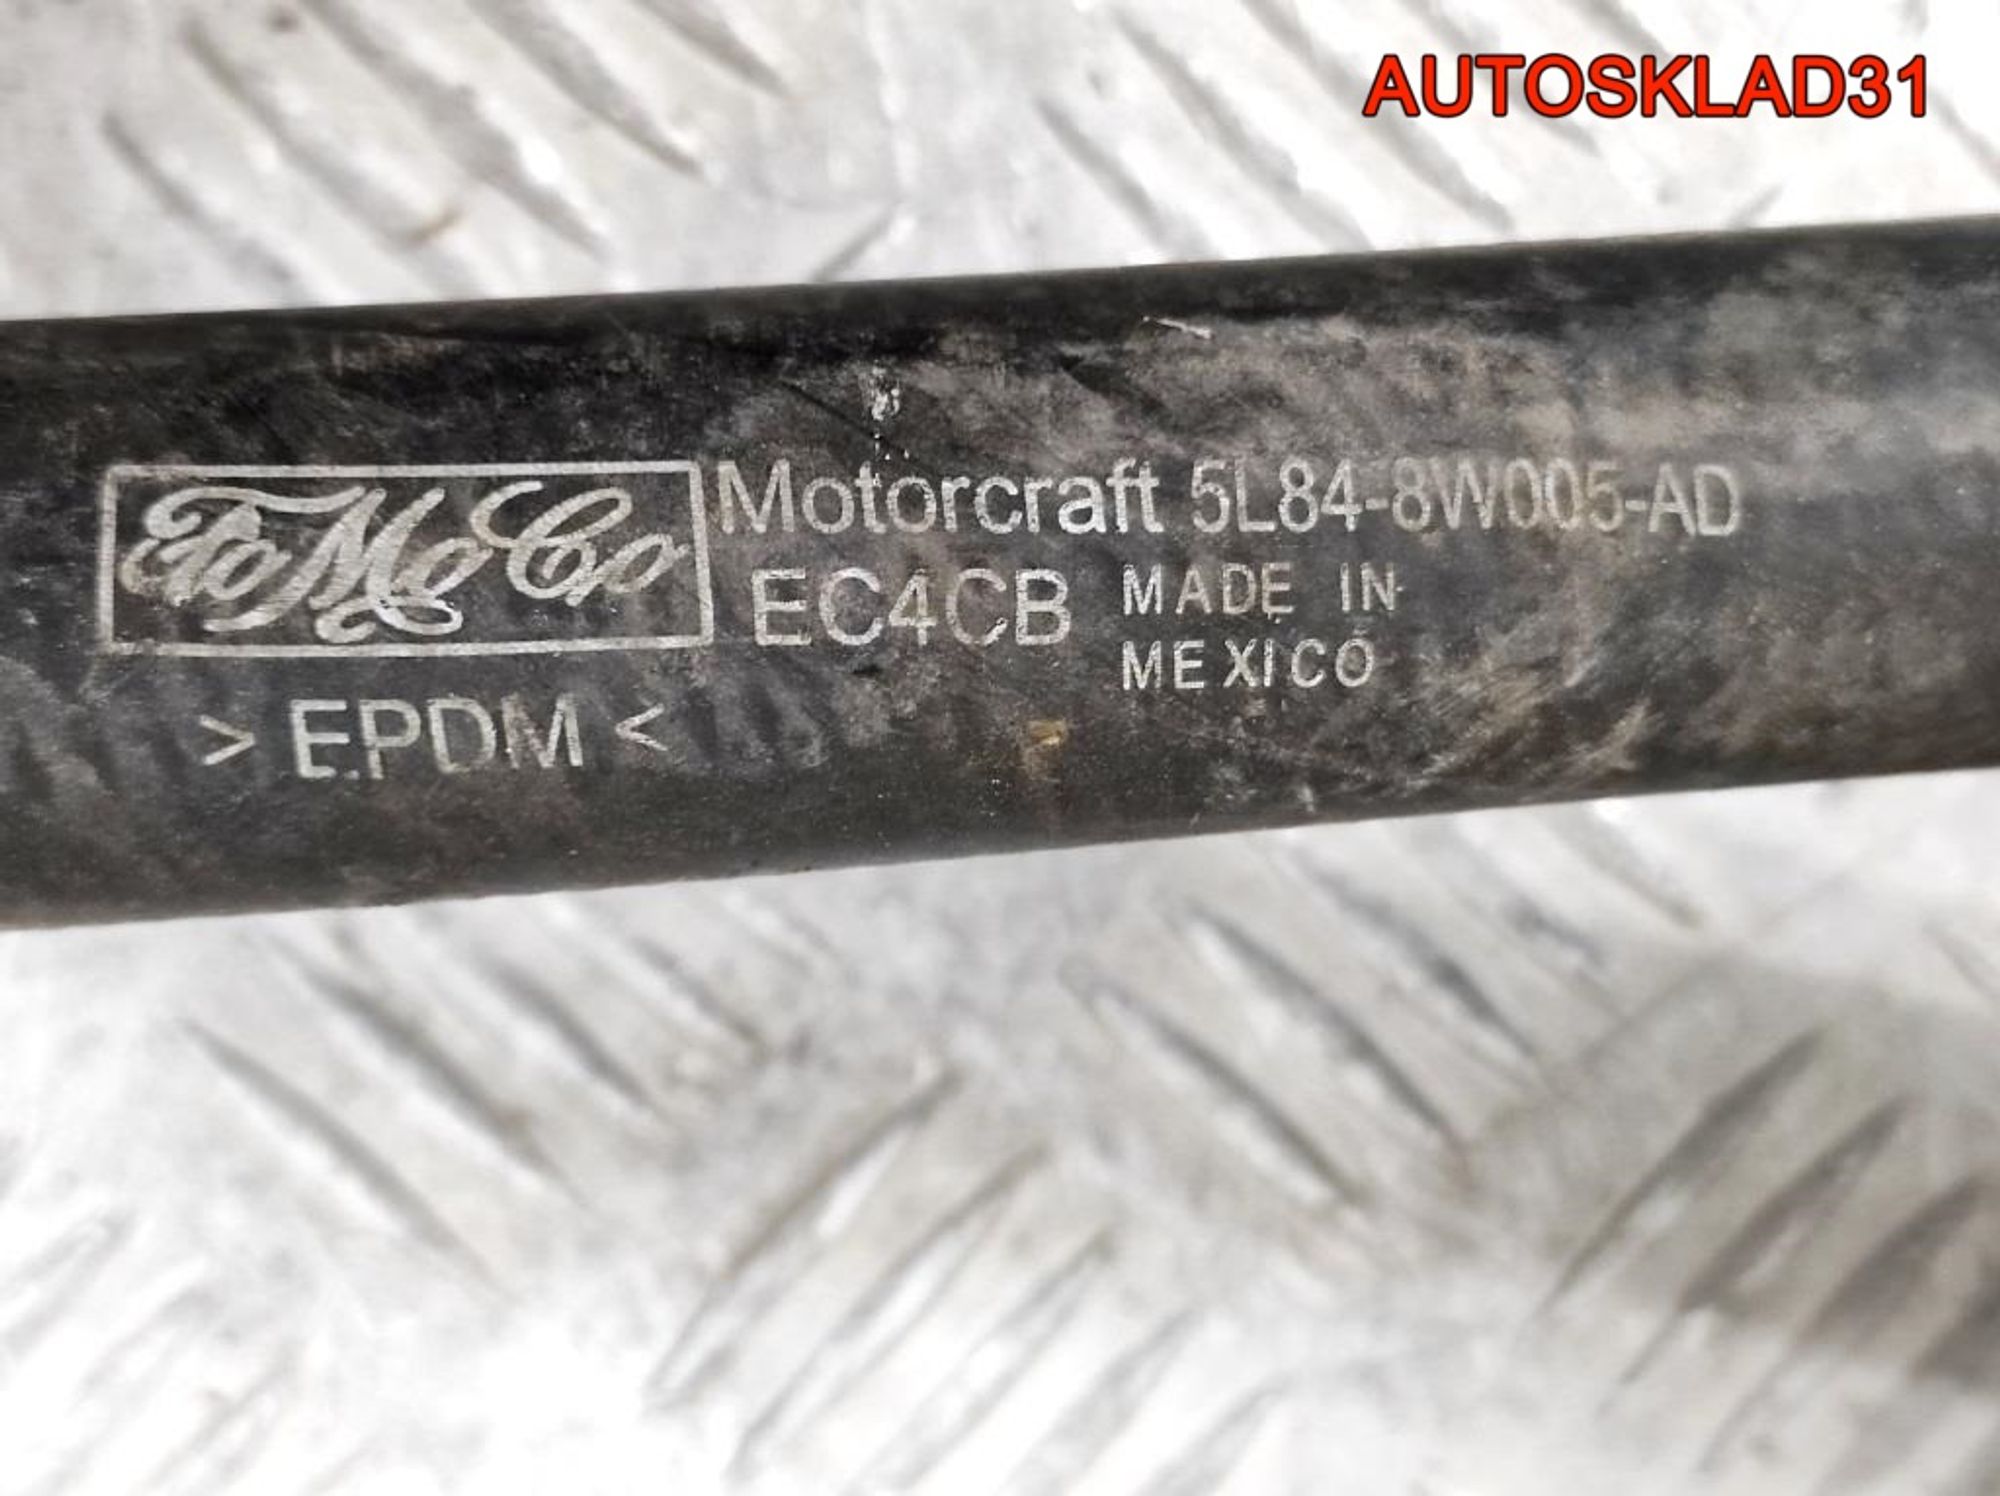 AUTOSKLAD31
FoMoCo Motorcraft 5L84-8W005-AD
EC4CB MADE IN
MEXICO
> EPDM <